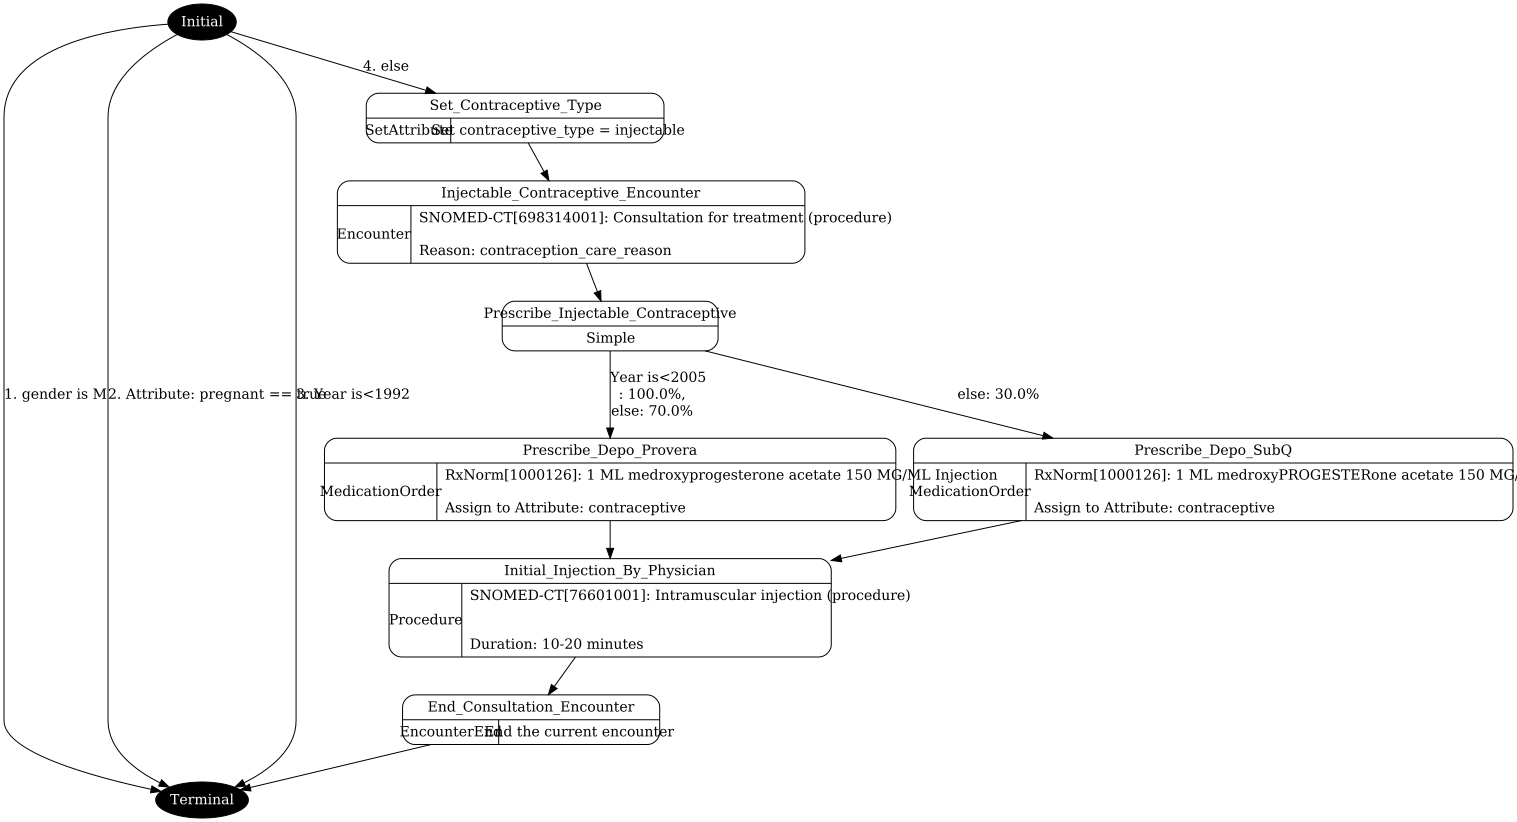 Initial
4. else
Set_Contraceptive_Type
SetAttribute
Set contraceptive_type = injectable
Injectable_Contraceptive_Encounter
Encounter
SNOMED-CT[698314001]: Consultation for treatment (procedure)
Reason: contraception_care_reason
Prescribe_Injectable_Contraceptive
Simple
1. gender is M
2. Attribute: pregnant == true
3. Year is<1992
Year is<2005
: 100.0%,
else: 70.0%
else: 30.0%
Prescribe_Depo_Provera
MedicationOrder
RxNorm[1000126]: 1 ML medroxyprogesterone acetate 150 MG/ML Injection
Assign to Attribute: contraceptive
Prescribe_Depo_SubQ
MedicationOrder
RxNorm[1000126]: 1 ML medroxyPROGESTERone acetate 150 MG/
Assign to Attribute: contraceptive
Initial_Injection_By_Physician
Procedure
SNOMED-CT[76601001]: Intramuscular injection (procedure)
Duration: 10-20 minutes
End_Consultation_Encounter
EncounterEnd
End the current encounter
Terminal